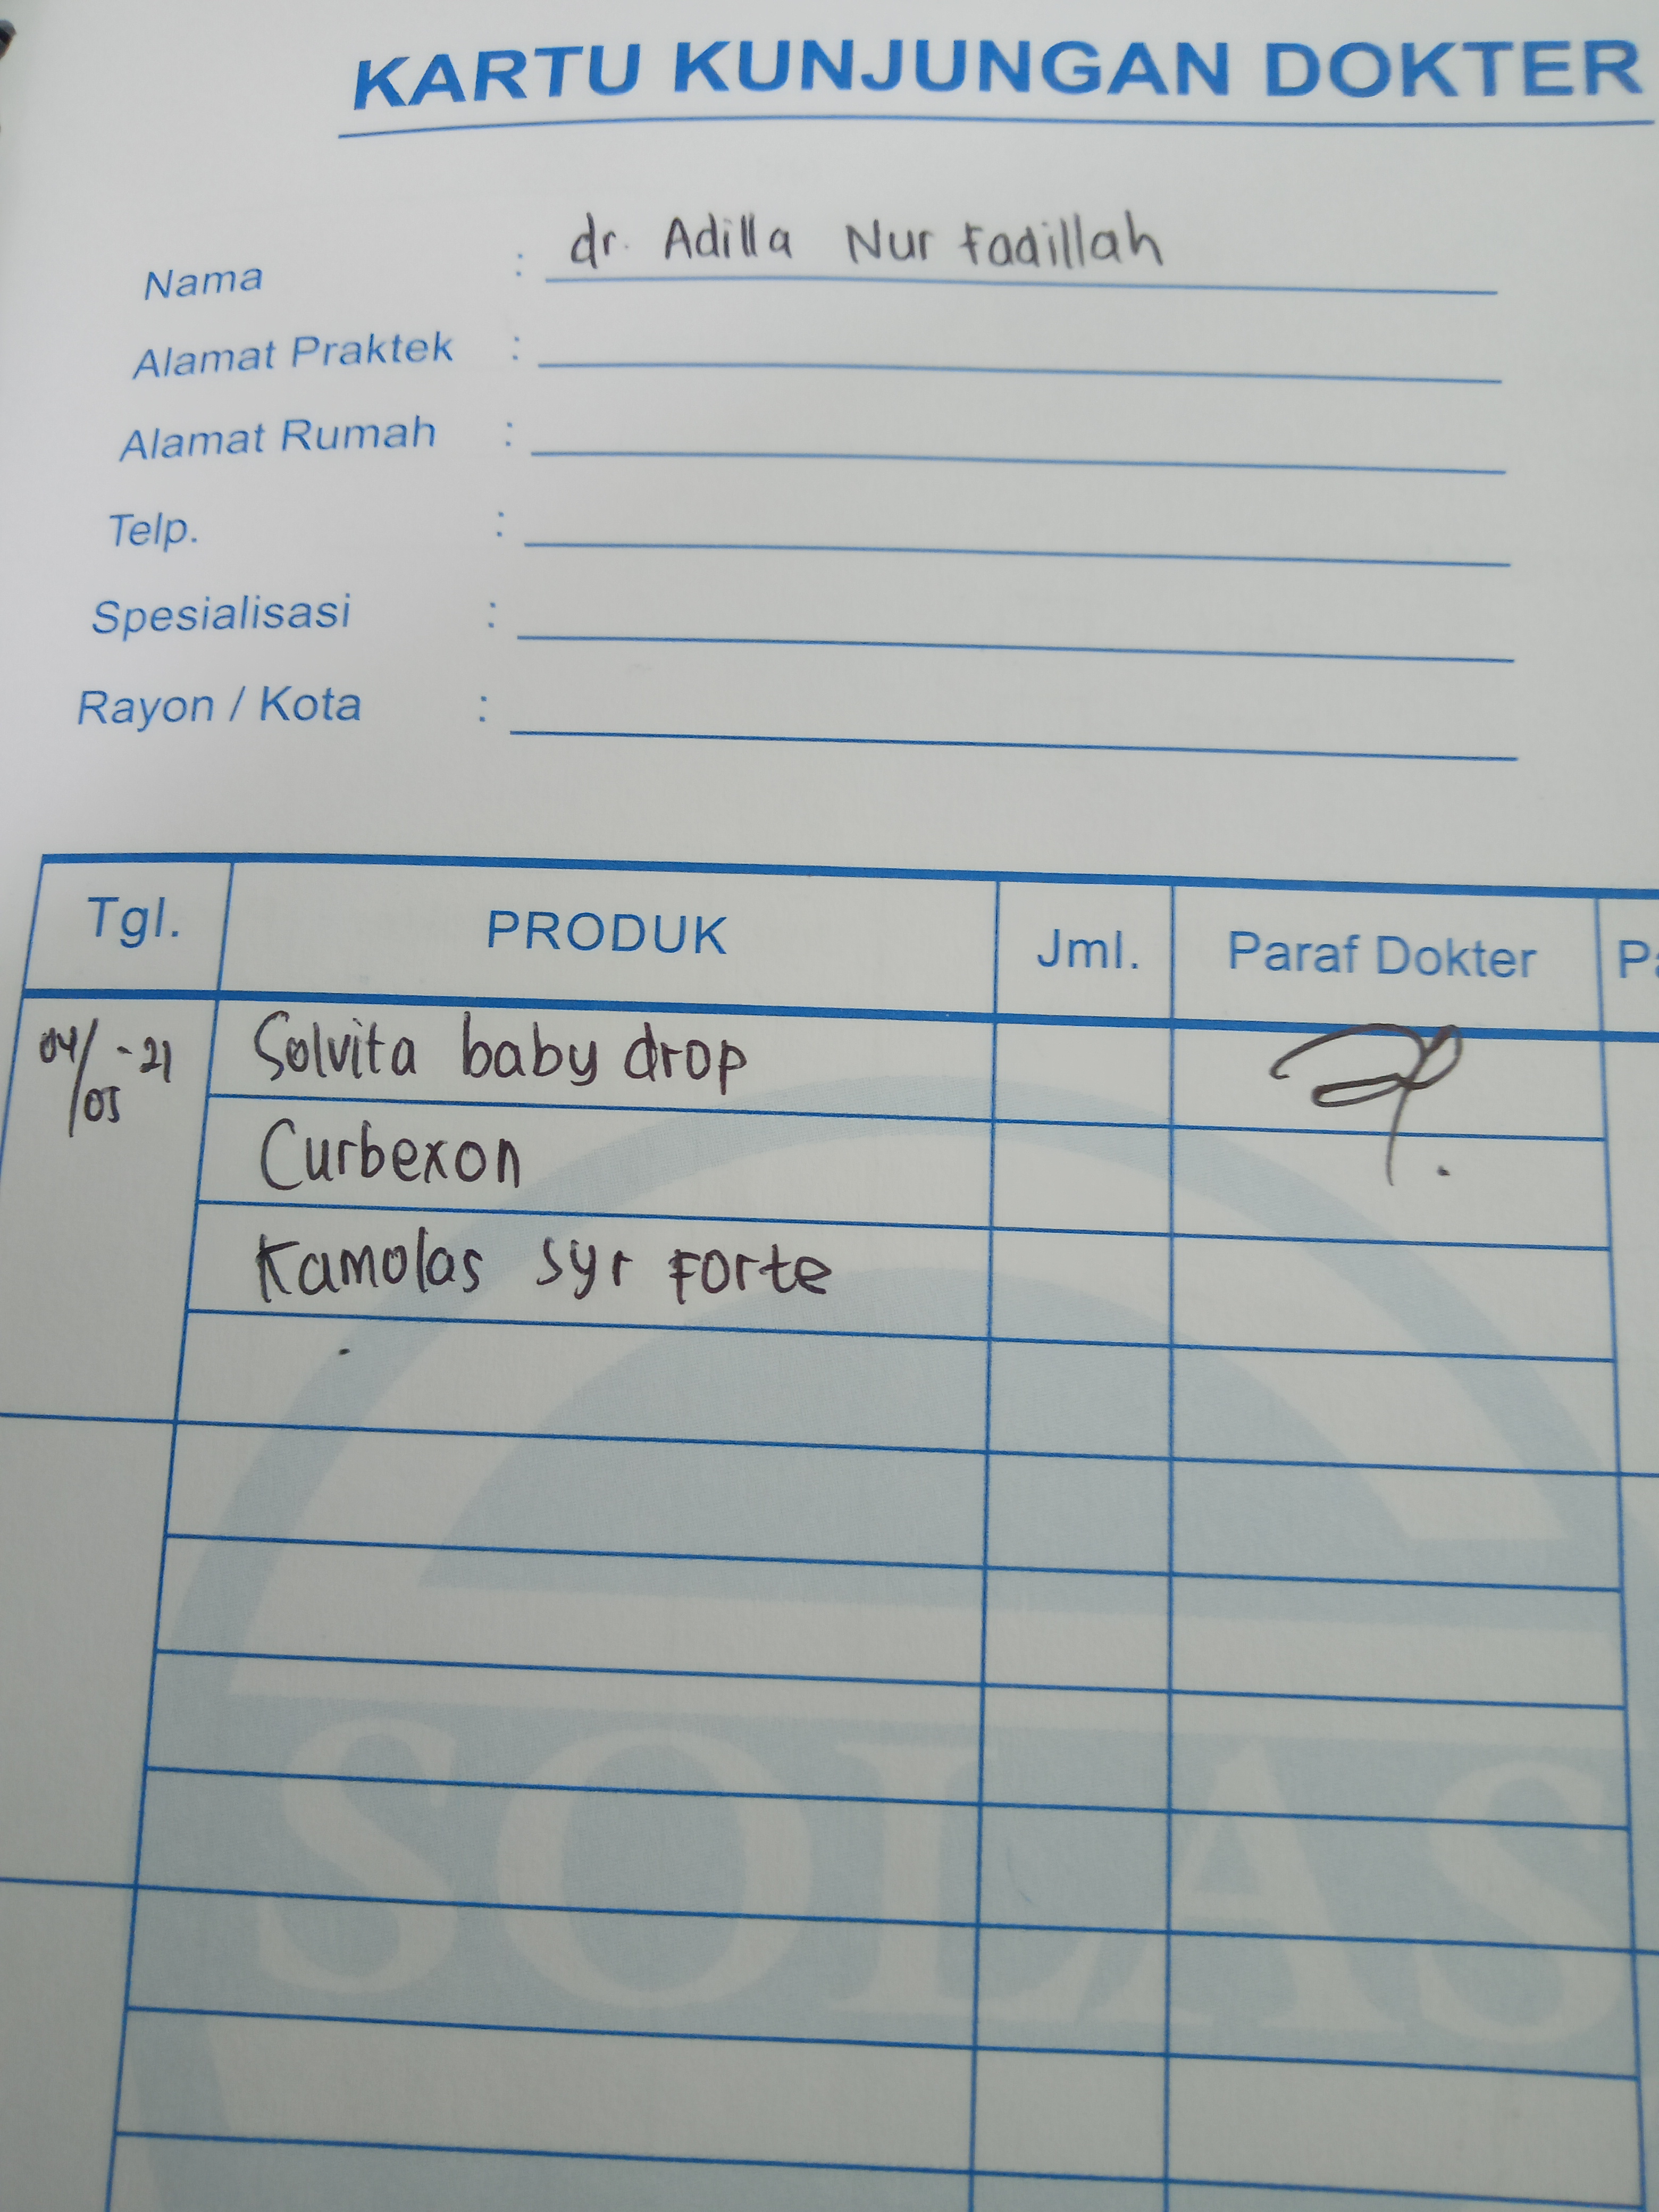 KARTU KUNJUNGAN DOKTER
Nama : dr. Adilla Nur Fadillah
Alamat Praktek :
Alamat Rumah :
Telp. :
Spesialisasi :
Rayon / Kota :
Tgl. PRODUK Jml. Paraf Dokter
04/05-21 Solvita baby drop
Curbexon
Kamolas syr Forte
SOLAS